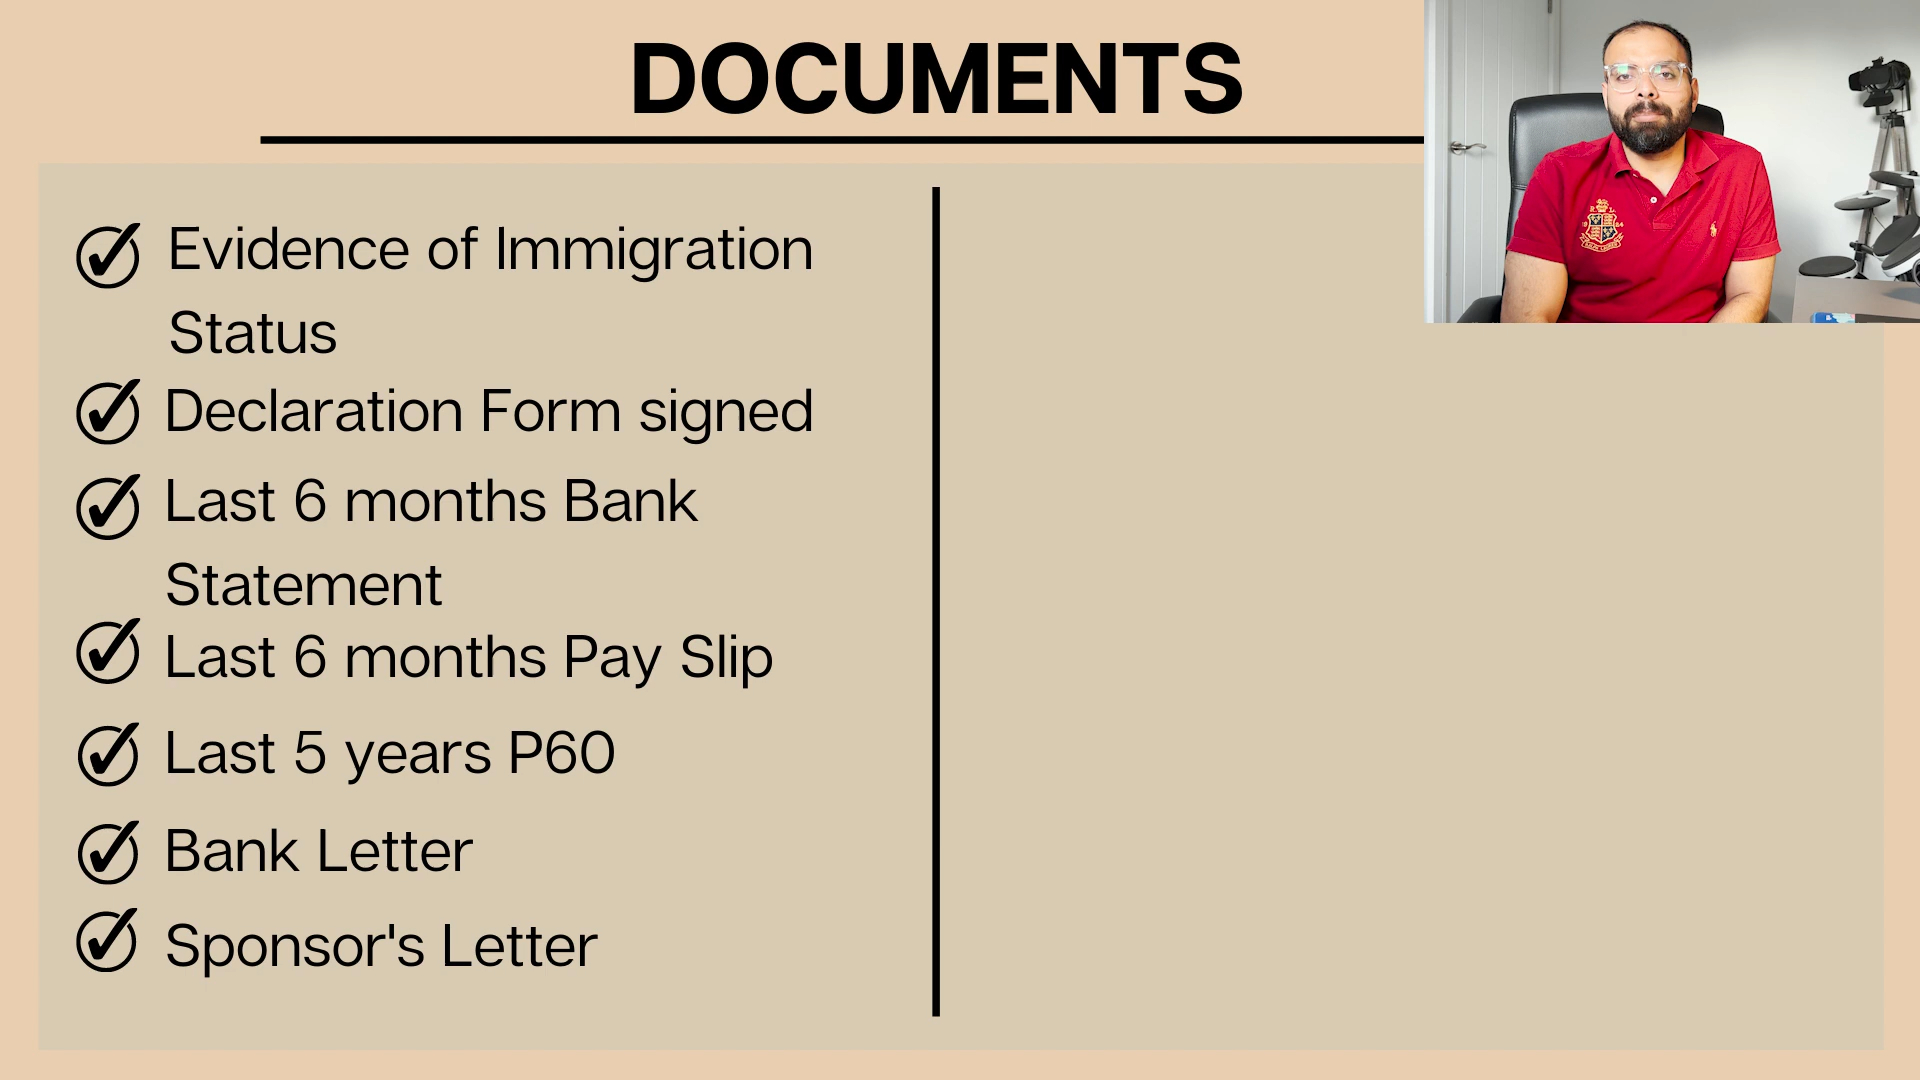 DOCUMENTS
Evidence of Immigration
Status
Declaration Form signed
Last 6 months Bank
Statement
Last 6 months Pay Slip
Last 5 years P60
Bank Letter
Sponsor's Letter